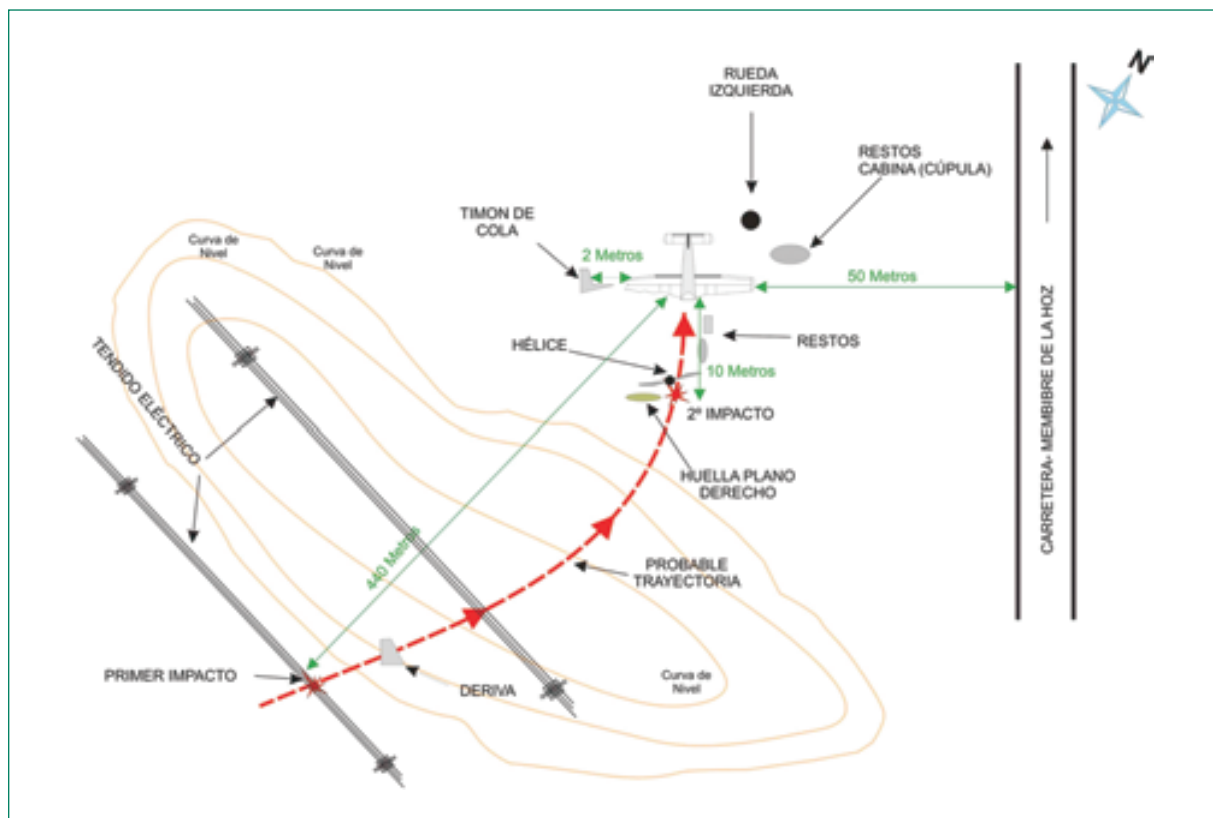 N
RUEDA
IZQUIERDA
RESTOS
CABINA (CÚPULA)
TIMON DE
COLA
2 Metros
50 Metros
Curva de
Nivel
Curva de
Nivel
TENDIDO ELÉCTRICO
HÉLICE
RESTOS
10 Metros
2º IMPACTO
HUELLA PLANO
DERECHO
CARRETERA- MEMBIBRE DE LA HOZ
440 Metros
PROBABLE
TRAYECTORIA
PRIMER IMPACTO
DERIVA
Curva de
Nivel